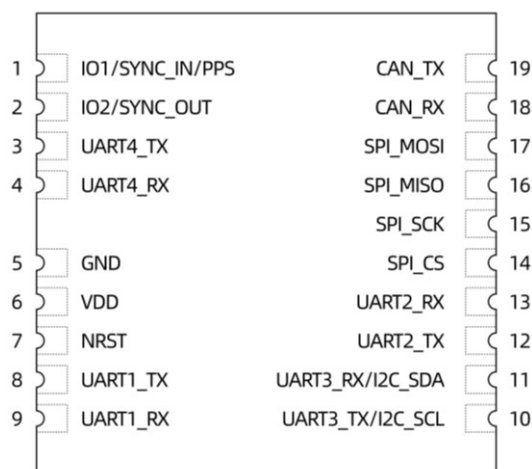 1 IO1/SYNC_IN/PPS CAN_TX 19
2 IO2/SYNC_OUT CAN_RX 18
3 UART4_TX SPI_MOSI 17
4 UART4_RX SPI_MISO 16
SPI_SCK 15
5 GND SPI_CS 14
6 VDD UART2_RX 13
7 NRST UART2_TX 12
8 UART1_TX UART3_RX/I2C_SDA 11
9 UART1_RX UART3_TX/I2C_SCL 10